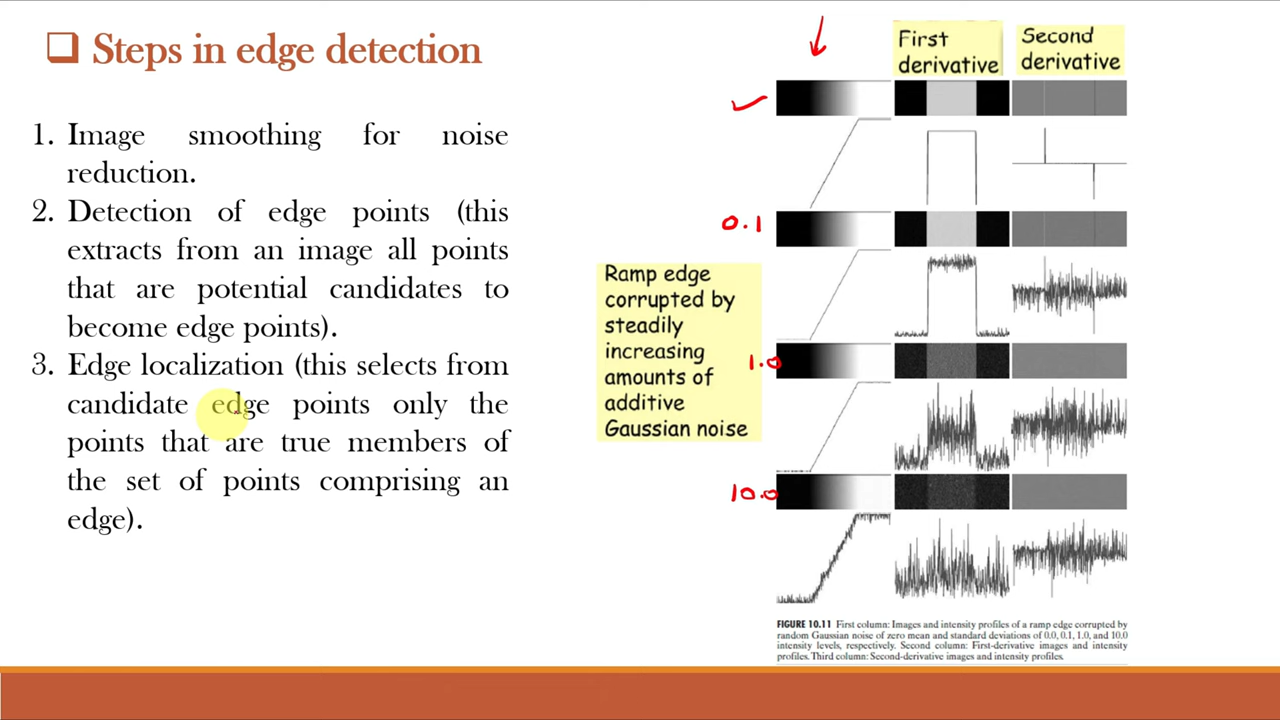 Steps in edge detection
1. Image smoothing for noise
reduction.
2. Detection of edge points (this
extracts from an image all points
that are potential candidates to
become edge points).
3. Edge localization (this selects from
candidate edge points only the
points that are true members of
the set of points comprising an
edge).
First
derivative
Second
derivative
0.1
Ramp edge
corrupted by
steadily
increasing
amounts of
additive
Gaussian noise
1.0
10.0
FIGURE 10.11 First column: Images and intensity profiles of a ramp edge corrupted by
random Gaussian noise of zero mean and standard deviations of 0.0, 0.1, 1.0, and 10.0
intensity levels, respectively. Second column: First-derivative images and intensity
profiles. Third column: Second-derivative images and intensity profiles.